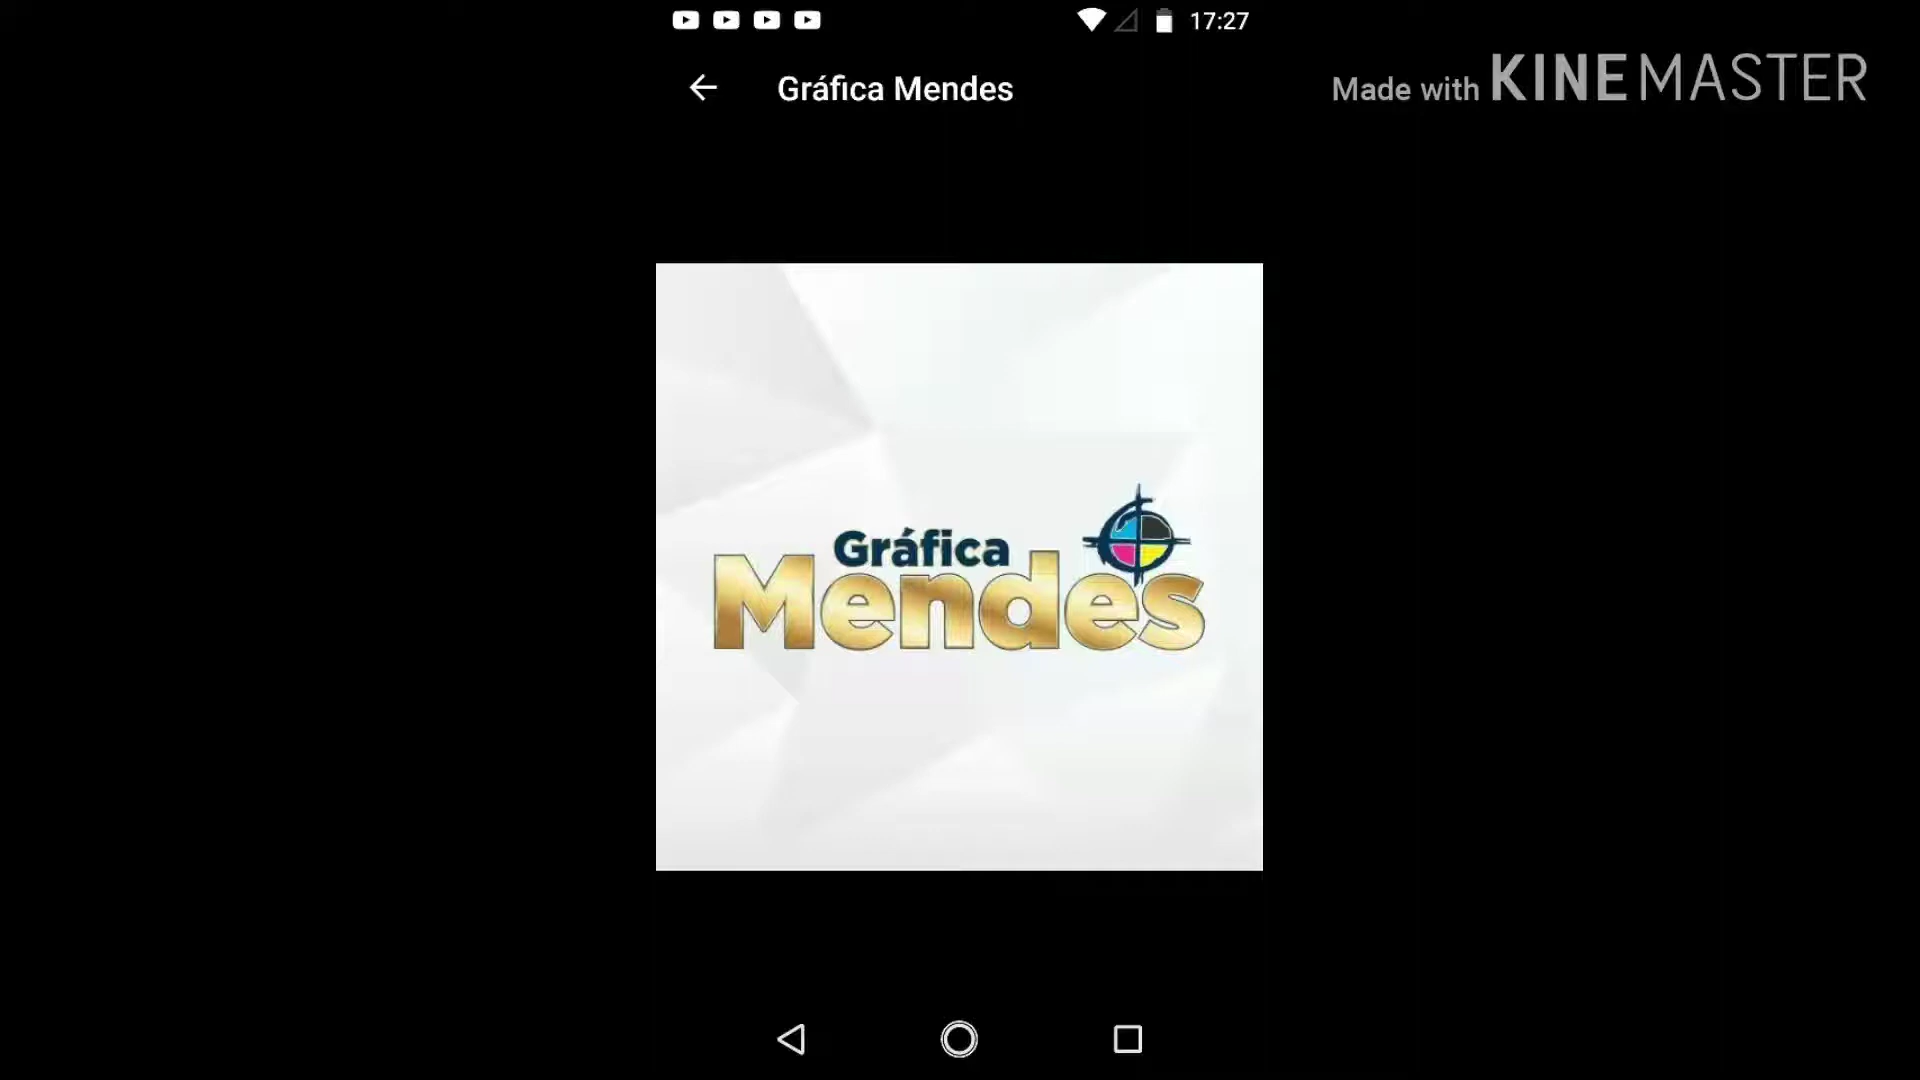 17:27
Gráfica Mendes
Made with KINEMASTER
Gráfica
Mendes